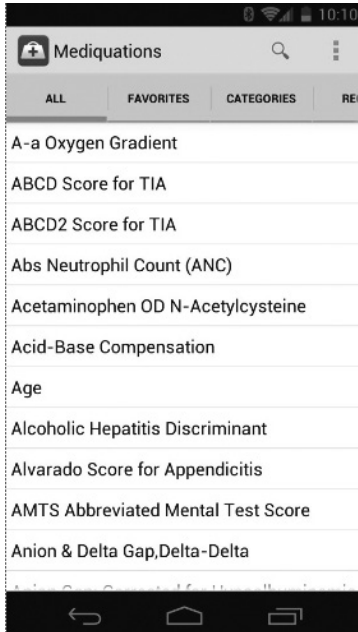 10:10
Mediquations
ALL FAVORITES CATEGORIES RE
A-a Oxygen Gradient
ABCD Score for TIA
ABCD2 Score for TIA
Abs Neutrophil Count (ANC)
Acetaminophen OD N-Acetylcysteine
Acid-Base Compensation
Age
Alcoholic Hepatitis Discriminant
Alvarado Score for Appendicitis
AMTS Abbreviated Mental Test Score
Anion & Delta Gap,Delta-Delta